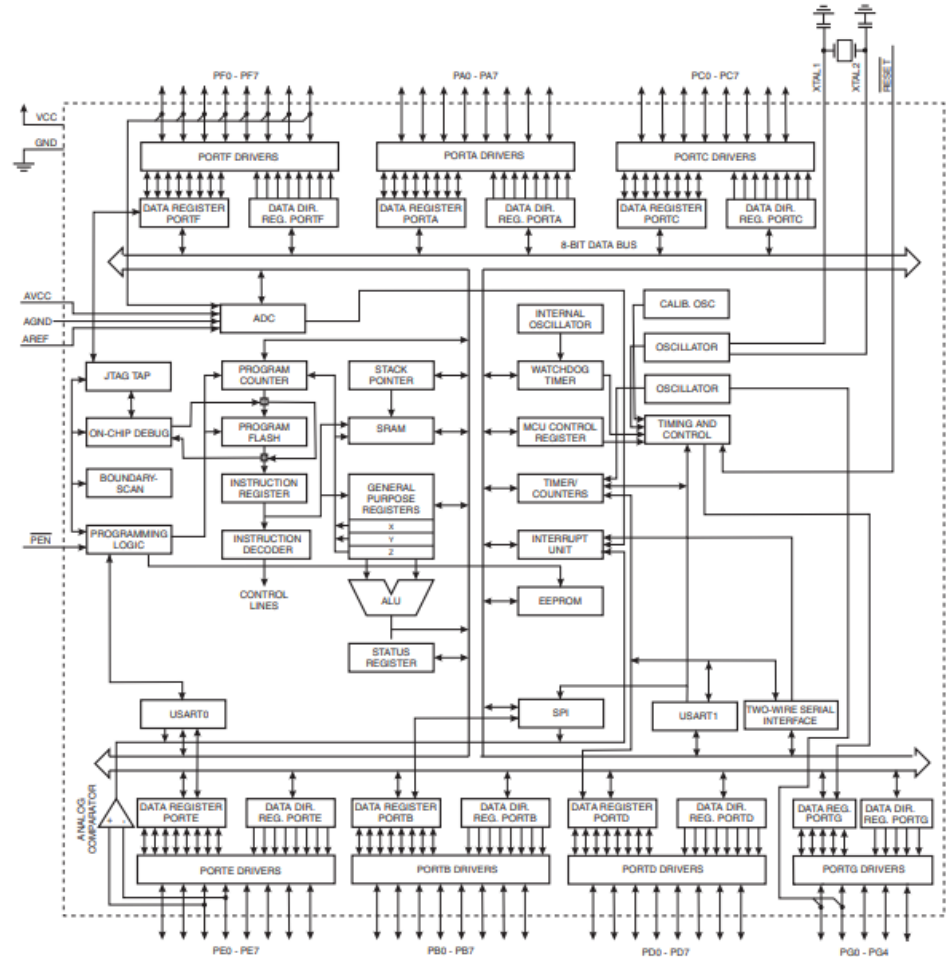 XTAL1
XTAL2
RESET
PF0 - PF7
PA0 - PA7
PC0 - PC7
VCC
GND
PORTF DRIVERS
PORTA DRIVERS
PORTC DRIVERS
DATA REGISTER
PORTF
DATA DIR.
REG. PORTF
DATA REGISTER
PORTA
DATA DIR.
REG. PORTA
DATA REGISTER
PORTC
DATA DIR.
REG. PORTC
8-BIT DATA BUS
AVCC
AGND
AREF
ADC
INTERNAL
OSCILLATOR
CALIB. OSC
OSCILLATOR
JTAG TAP
PROGRAM
COUNTER
STACK
POINTER
WATCHDOG
TIMER
OSCILLATOR
ON-CHIP DEBUG
PROGRAM
FLASH
SRAM
MCU CONTROL
REGISTER
TIMING AND
CONTROL
BOUNDARY-
SCAN
INSTRUCTION
REGISTER
GENERAL
PURPOSE
REGISTERS
X
Y
Z
TIMER/
COUNTERS
PEN
PROGRAMMING
LOGIC
INSTRUCTION
DECODER
INTERRUPT
UNIT
CONTROL
LINES
ALU
EEPROM
STATUS
REGISTER
USART0
SPI
USART1
TWO-WIRE SERIAL
INTERFACE
ANALOG
COMPARATOR
+ -
DATA REGISTER
PORTE
DATA DIR.
REG. PORTE
DATA REGISTER
PORTB
DATA DIR.
REG. PORTB
DATA REGISTER
PORTD
DATA DIR.
REG. PORTD
DATA REG.
PORTG
DATA DIR.
REG. PORTG
PORTE DRIVERS
PORTB DRIVERS
PORTD DRIVERS
PORTG DRIVERS
PE0 - PE7
PB0 - PB7
PD0 - PD7
PG0 - PG4